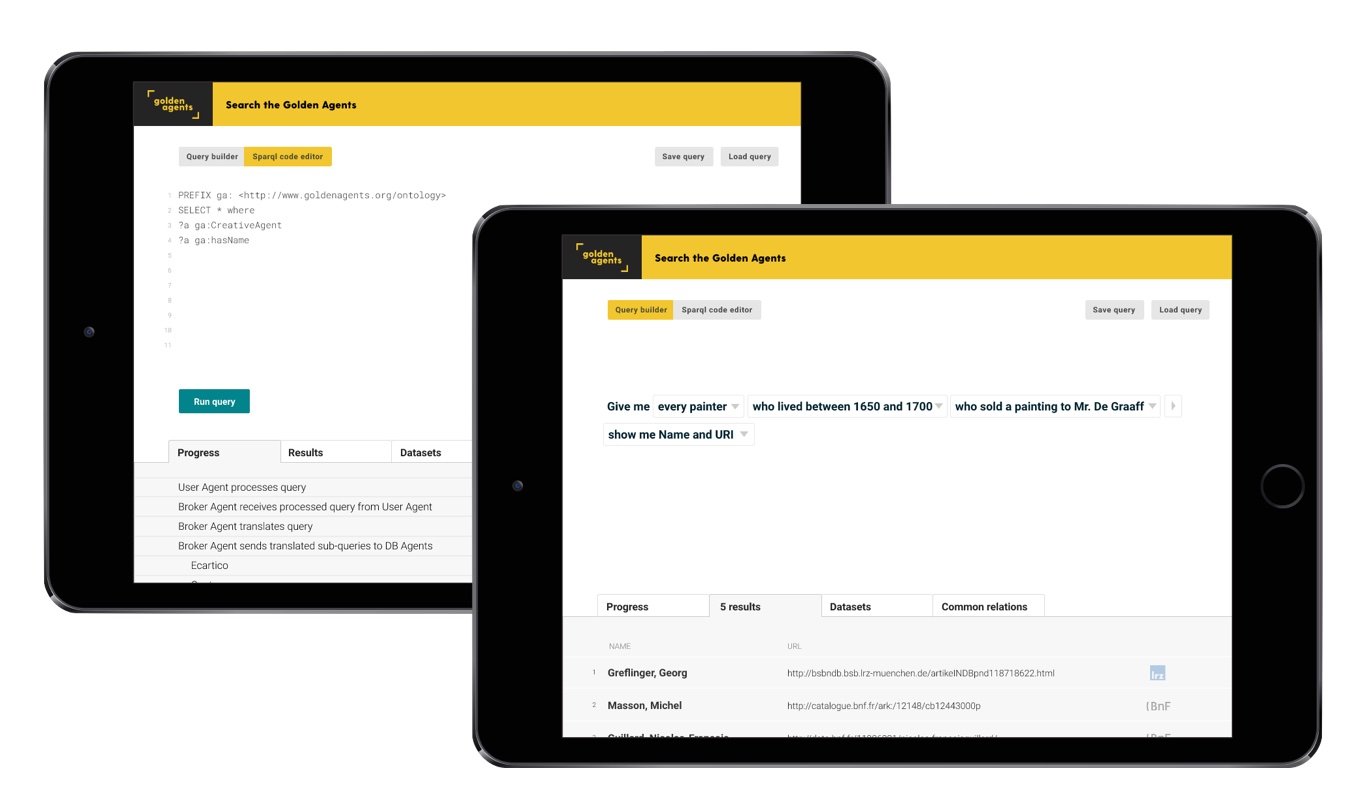 golden
agents
Search the Golden Agents
Query builder Sparql code editor Save query Load query
1 PREFIX ga: <http://www.goldenagents.org/ontology>
2 SELECT * where
3 ?a ga:CreativeAgent
4 ?a ga:hasName
5
6
7
8
9
10
11
Run query
Progress Results Datasets
User Agent processes query
Broker Agent receives processed query from User Agent
Broker Agent translates query
Broker Agent sends translated sub-queries to DB Agents
Ecartico
golden
agents
Search the Golden Agents
Query builder Sparql code editor Save query Load query
Give me every painter who lived between 1650 and 1700 who sold a painting to Mr. De Graaff
show me Name and URI
Progress 5 results Datasets Common relations
NAME URL
1 Greflinger, Georg http://bsbndb.bsb.lrz-muenchen.de/artikelNDBpnd118718622.html lrz
2 Masson, Michel http://catalogue.bnf.fr/ark:/12148/cb12443000p (BnF